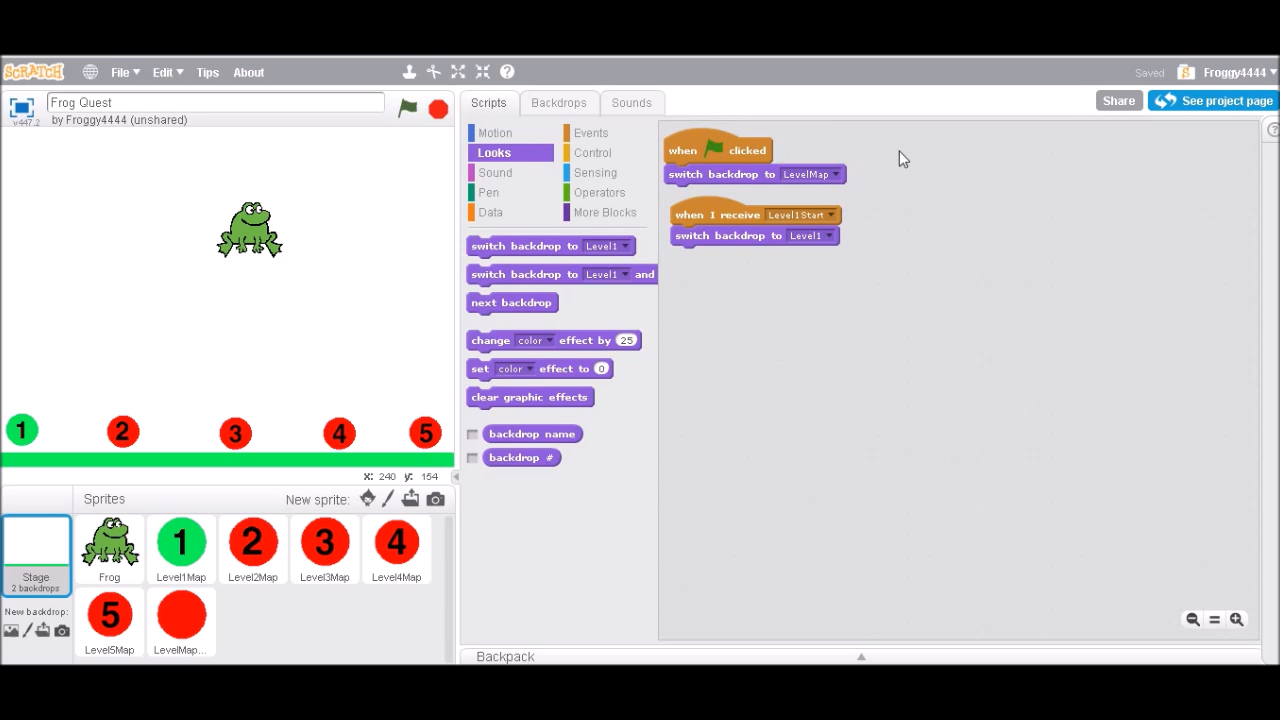 SCRATCH File Edit Tips About Saved Froggy4444
v447.2 Frog Quest
by Froggy4444 (unshared)
Scripts Backdrops Sounds Share See project page
Motion Events
Looks Control
Sound Sensing
Pen Operators
Data More Blocks
switch backdrop to Level1
switch backdrop to Level1 and
next backdrop
change color effect by 25
set color effect to 0
clear graphic effects
backdrop name
backdrop #
when clicked
switch backdrop to LevelMap
when I receive Level1Start
switch backdrop to Level1
1 2 3 4 5
x: 240 y: 154
Sprites New sprite:
1 2 3 4
Stage Frog Level1Map Level2Map Level3Map Level4Map
2 backdrops
New backdrop:
5
Level5Map LevelMap...
Backpack